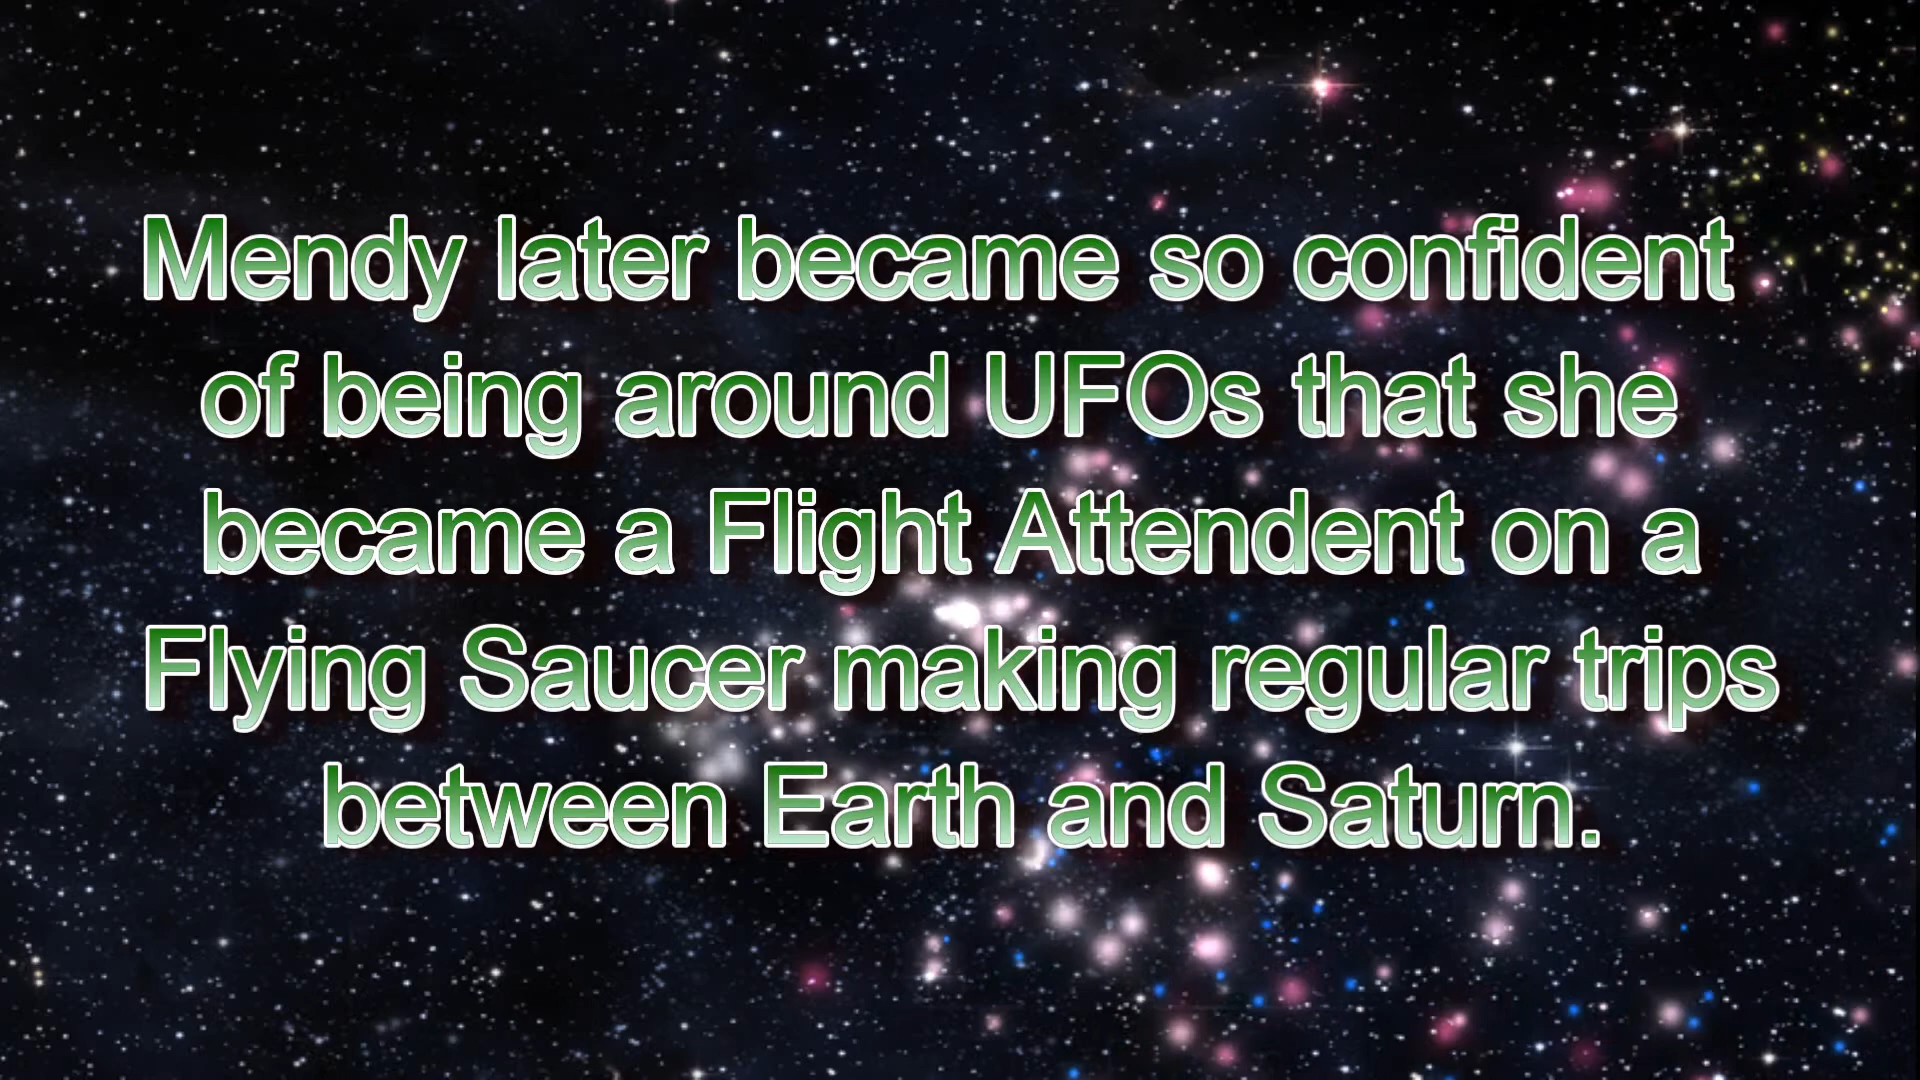 Mendy later became so confident
of being around UFOs that she
became a Flight Attendent on a
Flying Saucer making regular trips
between Earth and Saturn.